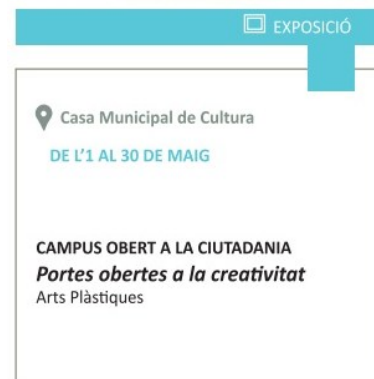 EXPOSICIÓ
Casa Municipal de Cultura
DE L'1 AL 30 DE MAIG
CAMPUS OBERT A LA CIUTADANIA
Portes obertes a la creativitat
Arts Plàstiques